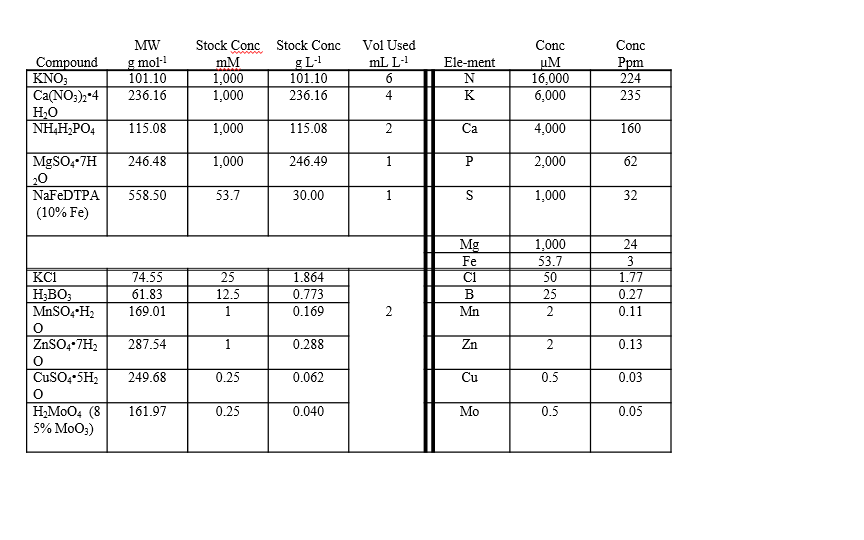 MW Stock Conc Stock Conc Vol Used Conc Conc
Compound g mol-1 mM g L-1 mL L-1 Ele-ment µM Ppm
KNO₃ 101.10 1,000 101.10 6 N 16,000 224
Ca(NO₃)₂•4 236.16 1,000 236.16 4 K 6,000 235
H₂O
NH₄H₂PO₄ 115.08 1,000 115.08 2 Ca 4,000 160
MgSO₄•7H 246.48 1,000 246.49 1 P 2,000 62
₂O
NaFeDTPA 558.50 53.7 30.00 1 S 1,000 32
(10% Fe)
Mg 1,000 24
Fe 53.7 3
KCl 74.55 25 1.864 Cl 50 1.77
H₃BO₃ 61.83 12.5 0.773 B 25 0.27
MnSO₄•H₂ 169.01 1 0.169 2 Mn 2 0.11
O
ZnSO₄•7H₂ 287.54 1 0.288 Zn 2 0.13
O
CuSO₄•5H₂ 249.68 0.25 0.062 Cu 0.5 0.03
O
H₂MoO₄ (8 161.97 0.25 0.040 Mo 0.5 0.05
5% MoO₃)